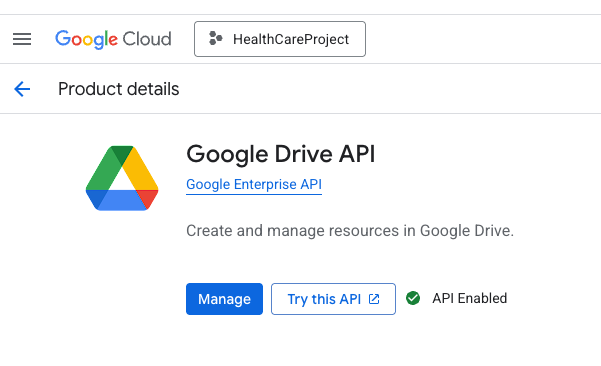 Google Cloud HealthCareProject
Product details
Google Drive API
Google Enterprise API
Create and manage resources in Google Drive.
Manage Try this API API Enabled